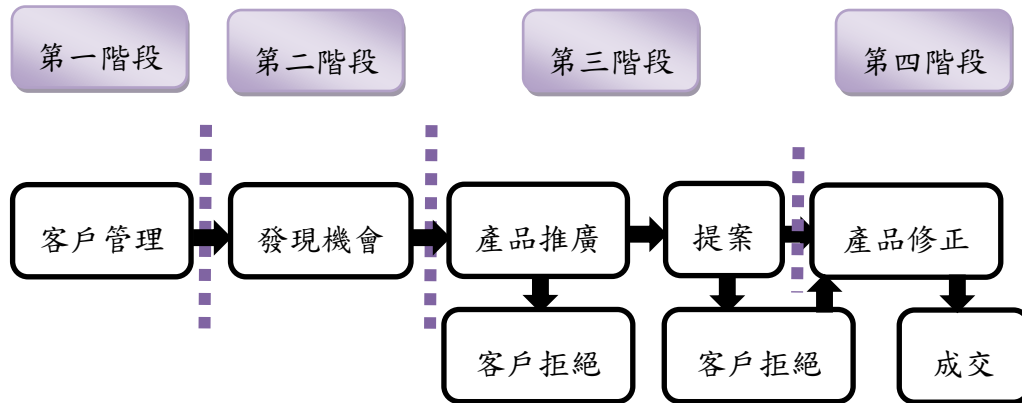 第一階段
第二階段
第三階段
第四階段
客戶管理
發現機會
產品推廣
提案
產品修正
客戶拒絕
客戶拒絕
成交